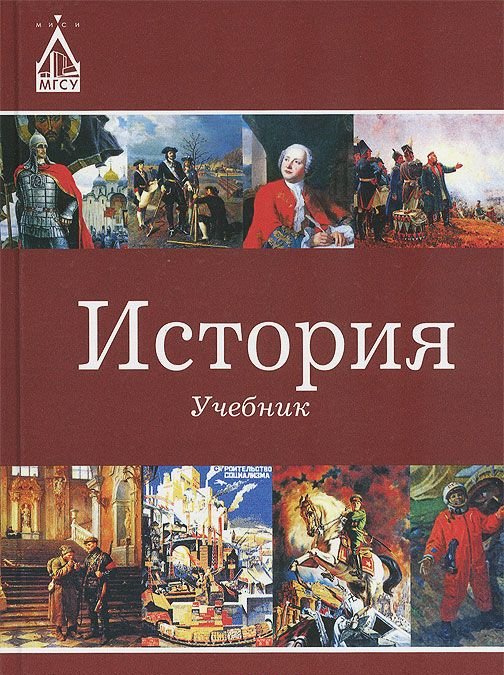 МИСИ
МГСУ
История
Учебник
СТРОИТЕЛЬСТВО
СОЦИАЛИЗМА